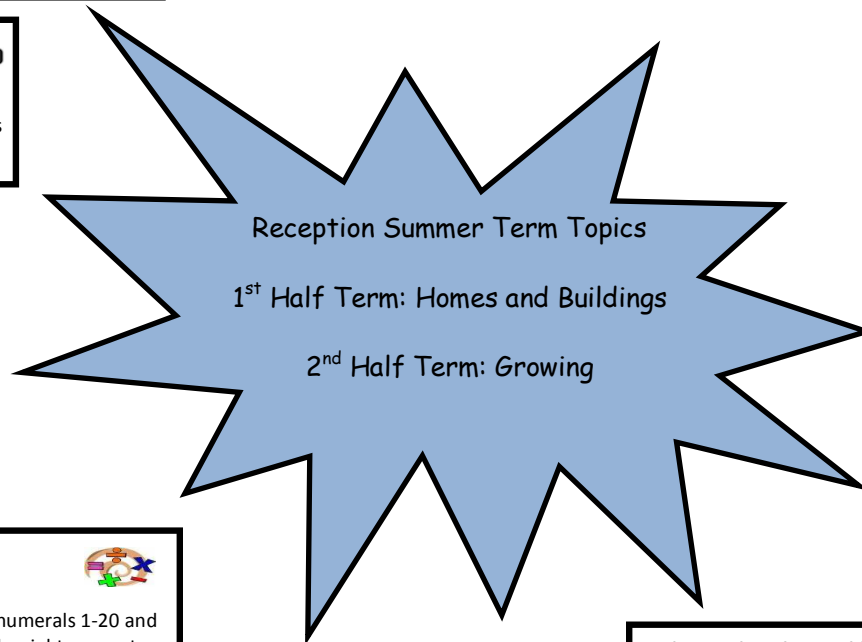 Reception Summer Term Topics
1st Half Term: Homes and Buildings
2nd Half Term: Growing
numerals 1-20 and